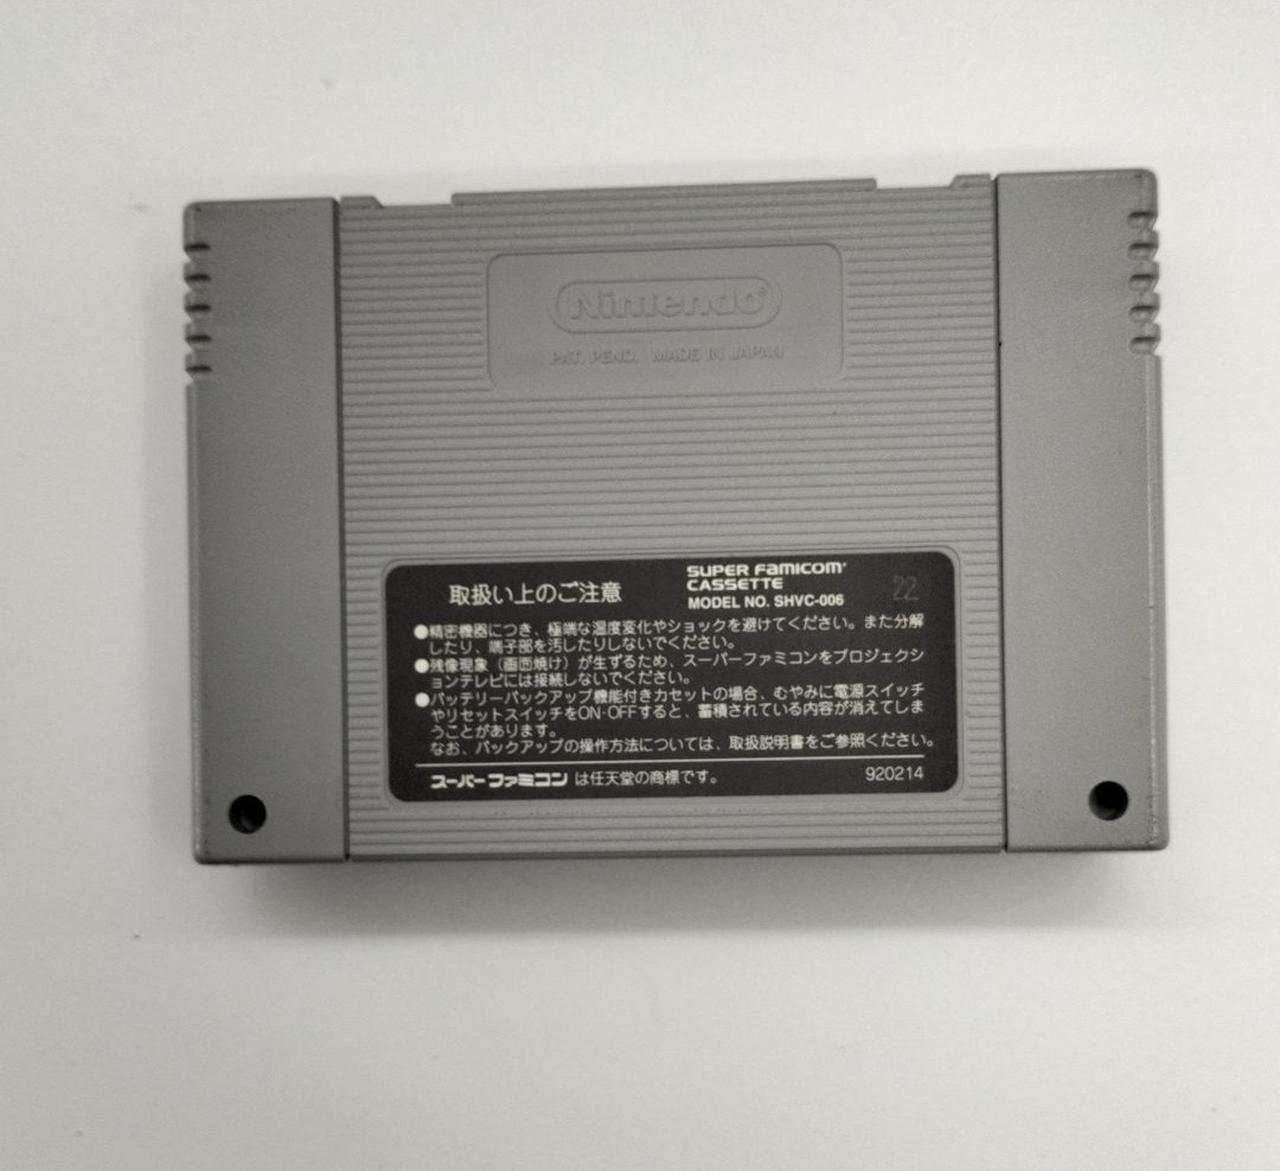 Nintendo®
PAT. PEND. MADE IN JAPAN
取扱い上のご注意
SUPER FAMICOM®
CASSETTE
MODEL NO. SHVC-006
22
●精密機器につき、極端な温度変化やショックを避けてください。また分解
したり、端子部を汚したりしないでください。
●残像現象（画面焼け）が生ずるため、スーパーファミコンをプロジェクシ
ョンテレビには接続しないでください。
●バッテリーバックアップ機能付きカセットの場合、むやみに電源スイッチ
やリセットスイッチをON·OFFすると、蓄積されている内容が消えてしま
うことがあります。
なお、バックアップの操作方法については、取扱説明書をご参照ください。
スーパーファミコン は任天堂の商標です。
920214